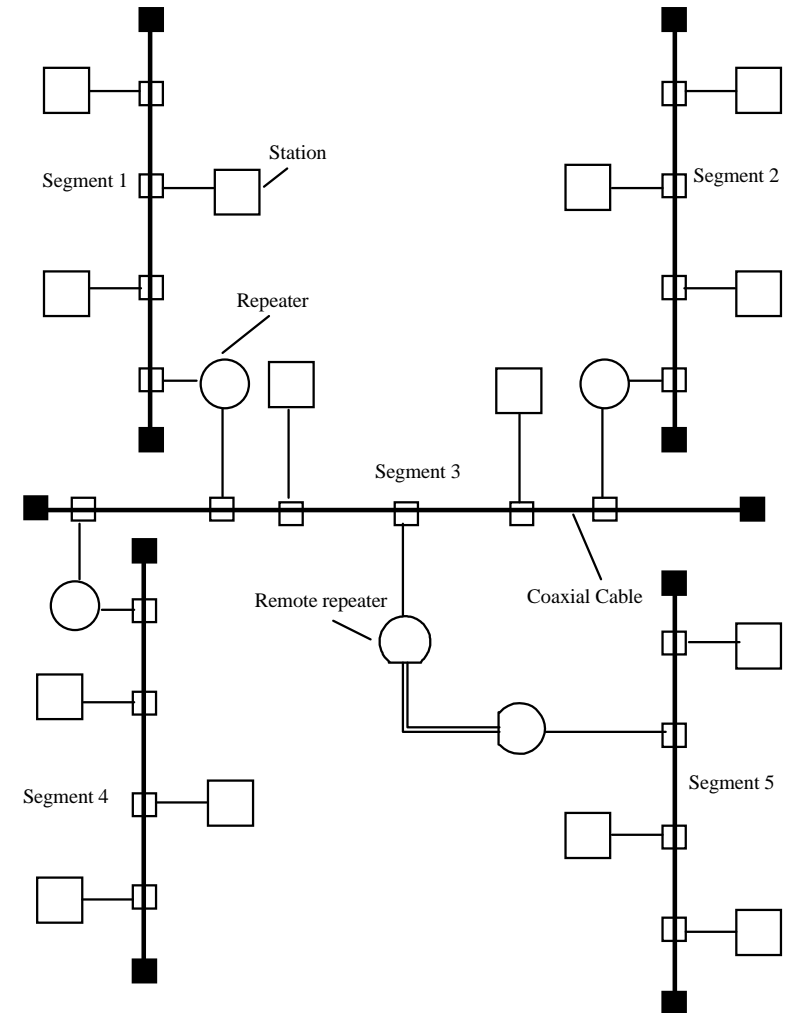 Station
Segment 1
Segment 2
Repeater
Segment 3
Remote repeater
Coaxial Cable
Segment 4
Segment 5